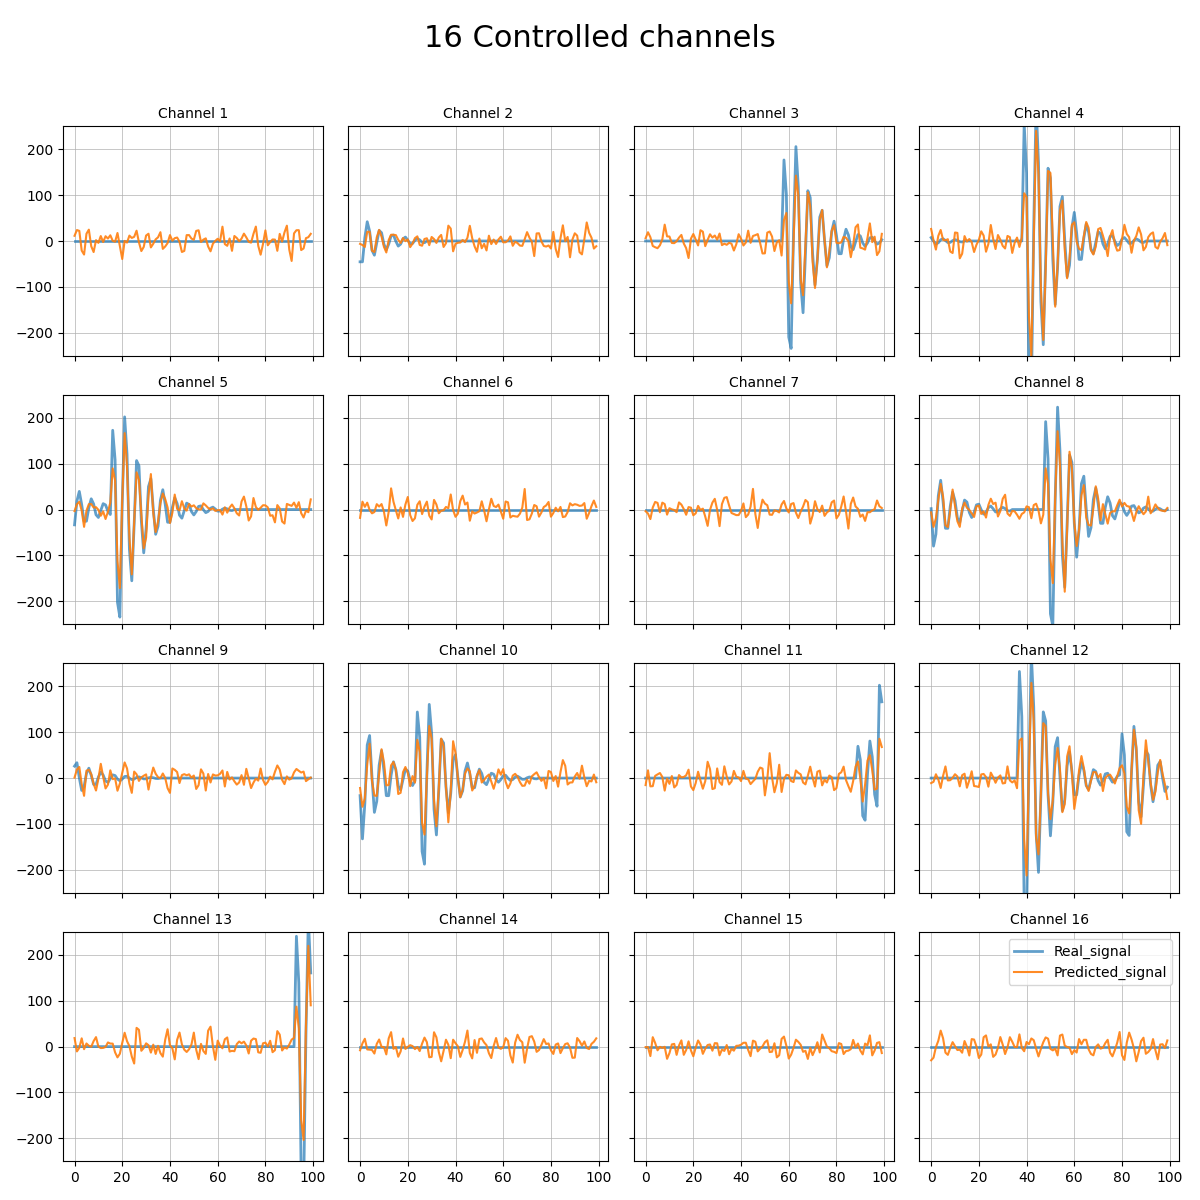 16 Controlled channels
Channel 1
Channel 2
Channel 3
Channel 4
200
100
0
−100
−200
Channel 5
Channel 6
Channel 7
Channel 8
200
100
0
−100
−200
Channel 9
Channel 10
Channel 11
Channel 12
200
100
0
−100
−200
Channel 13
Channel 14
Channel 15
Channel 16
200
100
0
−100
−200
Real_signal
Predicted_signal
0 20 40 60 80 100
0 20 40 60 80 100
0 20 40 60 80 100
0 20 40 60 80 100